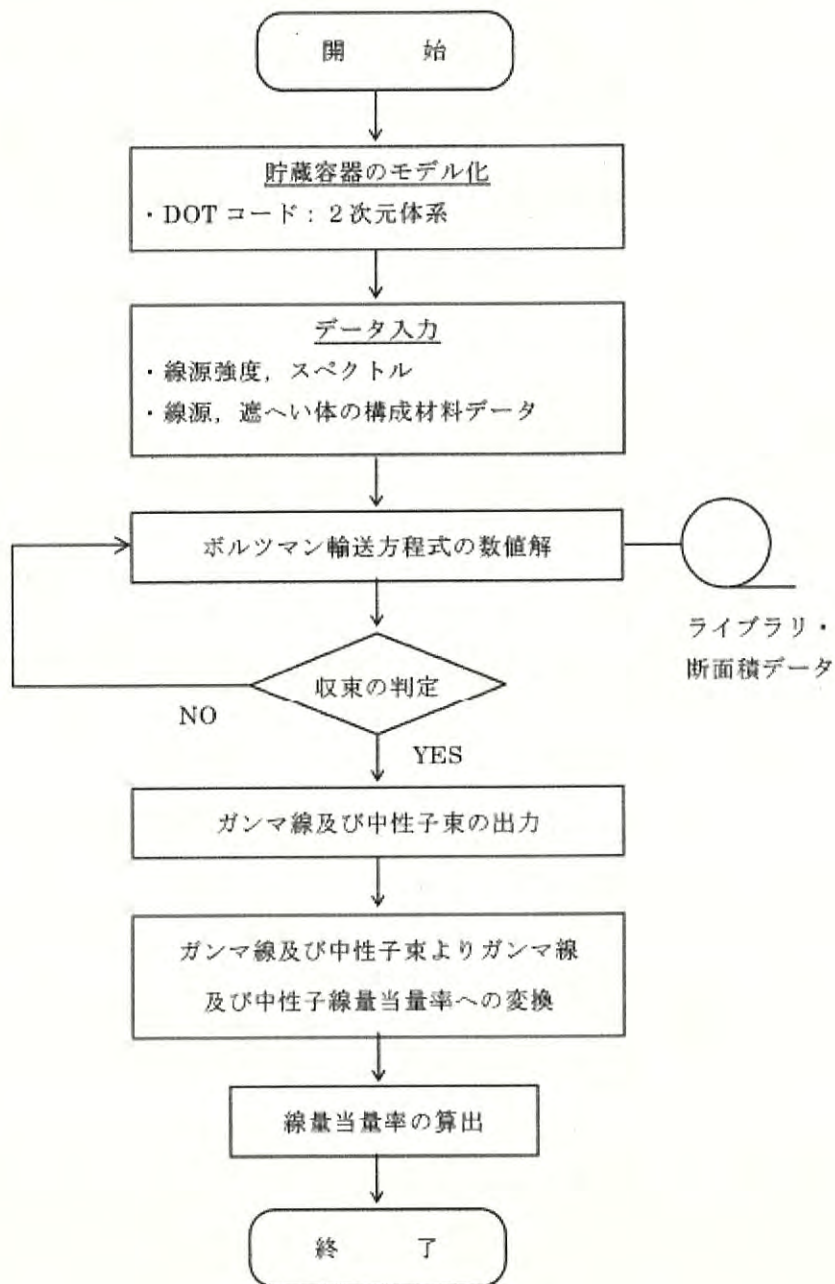 開 始
貯蔵容器のモデル化
・DOT コード：2次元体系
データ入力
・線源強度，スペクトル
・線源，遮へい体の構成材料データ
ボルツマン輸送方程式の数値解
ライブラリ・
断面積データ
収束の判定
NO
YES
ガンマ線及び中性子束の出力
ガンマ線及び中性子束よりガンマ線
及び中性子線量当量率への変換
線量当量率の算出
終 了